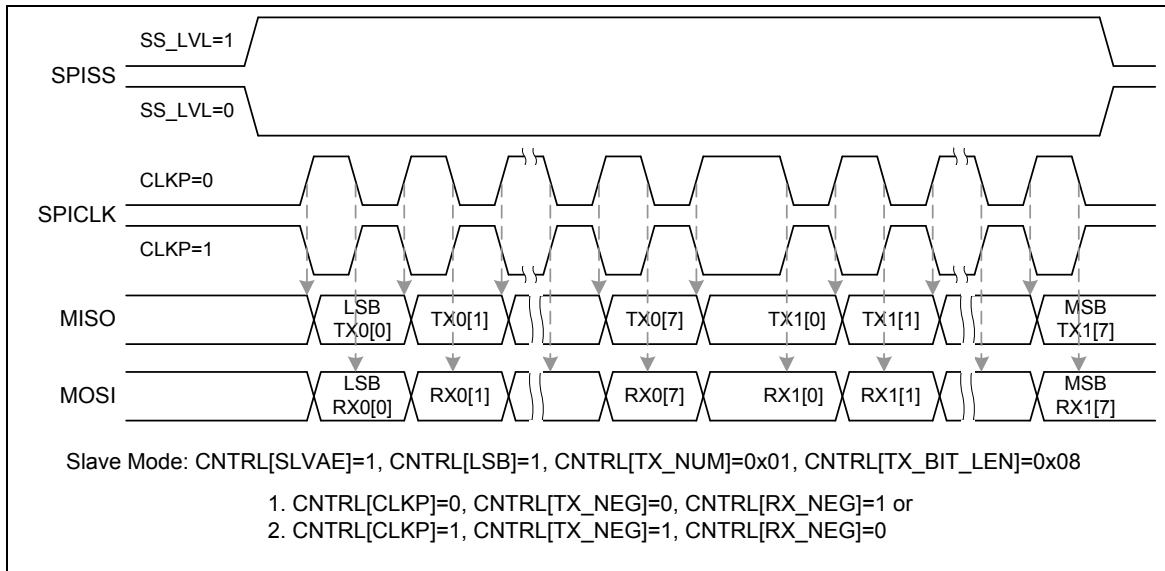 SS_LVL=1
SPISS
SS_LVL=0
CLKP=0
SPICLK
CLKP=1
MISO
LSB
TX0[0]
TX0[1]
TX0[7]
TX1[0]
TX1[1]
MSB
TX1[7]
MOSI
LSB
RX0[0]
RX0[1]
RX0[7]
RX1[0]
RX1[1]
MSB
RX1[7]
Slave Mode: CNTRL[SLVAE]=1, CNTRL[LSB]=1, CNTRL[TX_NUM]=0x01, CNTRL[TX_BIT_LEN]=0x08
1. CNTRL[CLKP]=0, CNTRL[TX_NEG]=0, CNTRL[RX_NEG]=1 or
2. CNTRL[CLKP]=1, CNTRL[TX_NEG]=1, CNTRL[RX_NEG]=0